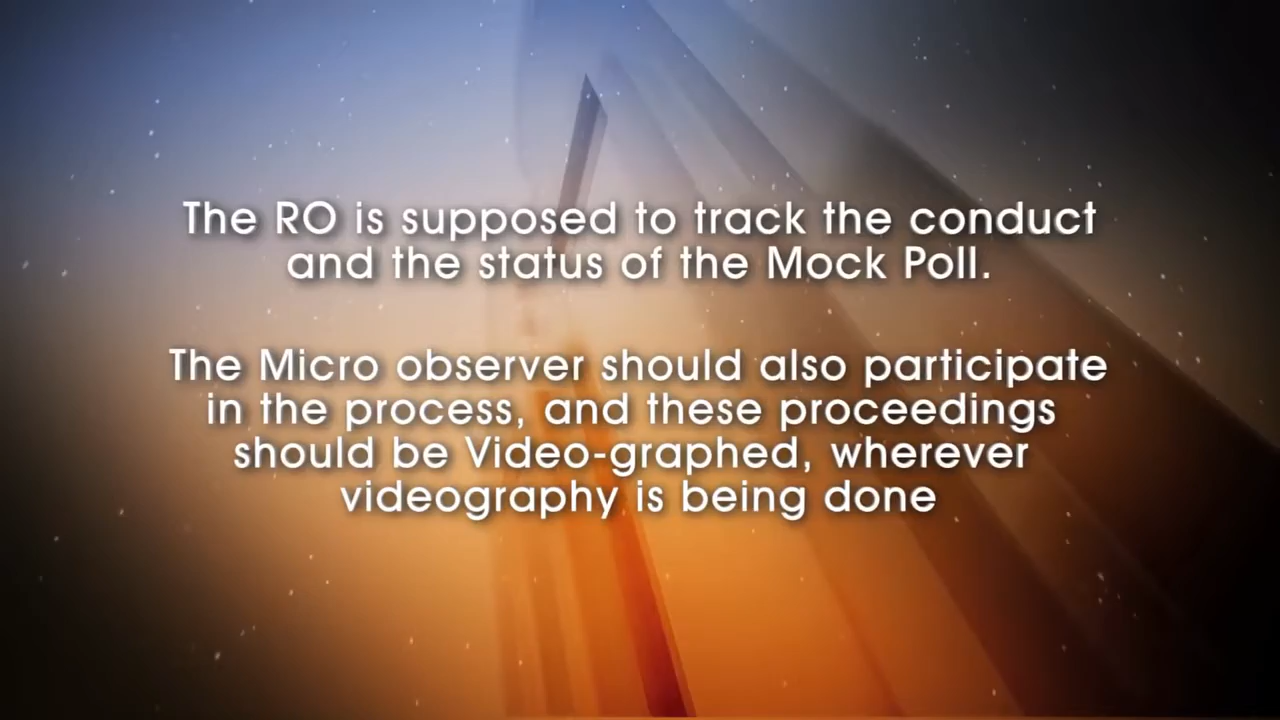 The RO is supposed to track the conduct
and the status of the Mock Poll.
The Micro observer should also participate
in the process, and these proceedings
should be Video-graphed, wherever
videography is being done